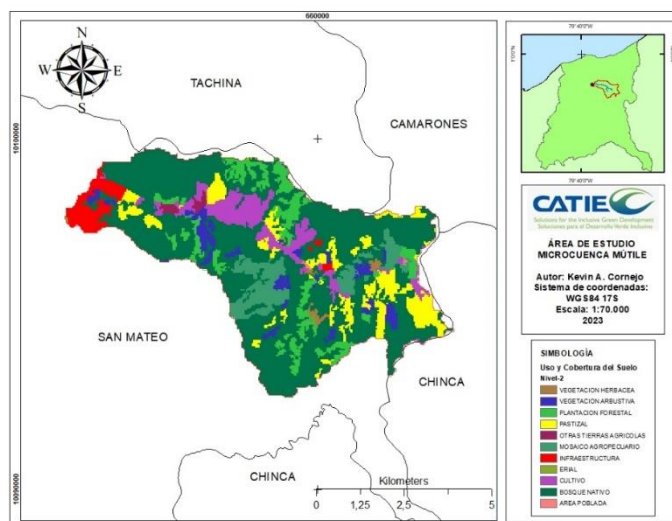 660000
N
W
E
S
TACHINA
CAMARONES
10100000
SAN MATEO
CHINCA
CHINCA
10090000
Kilometers
0 1,25 2,5 5
79°40'0"W
79°40'0"W
CATIE
Solutions for the Inclusive Green Development
Soluciones para el Desarrollo Verde Inclusivo
ÁREA DE ESTUDIO
MICROCUENCA MÚTILE
Autor: Kevin A. Cornejo
Sistema de coordenadas:
WGS84 17S
Escala: 1:70.000
2023
SIMBOLOGÍA
Uso y Cobertura del Suelo
Nivel-2
VEGETACION HERBACEA
VEGETACION ARBUSTIVA
PLANTACION FORESTAL
PASTIZAL
OTRAS TIERRAS AGRICOLAS
MOSAICO AGROPECUARIO
INFRAESTRUCTURA
ERIAL
CULTIVO
BOSQUE NATIVO
AREA POBLADA